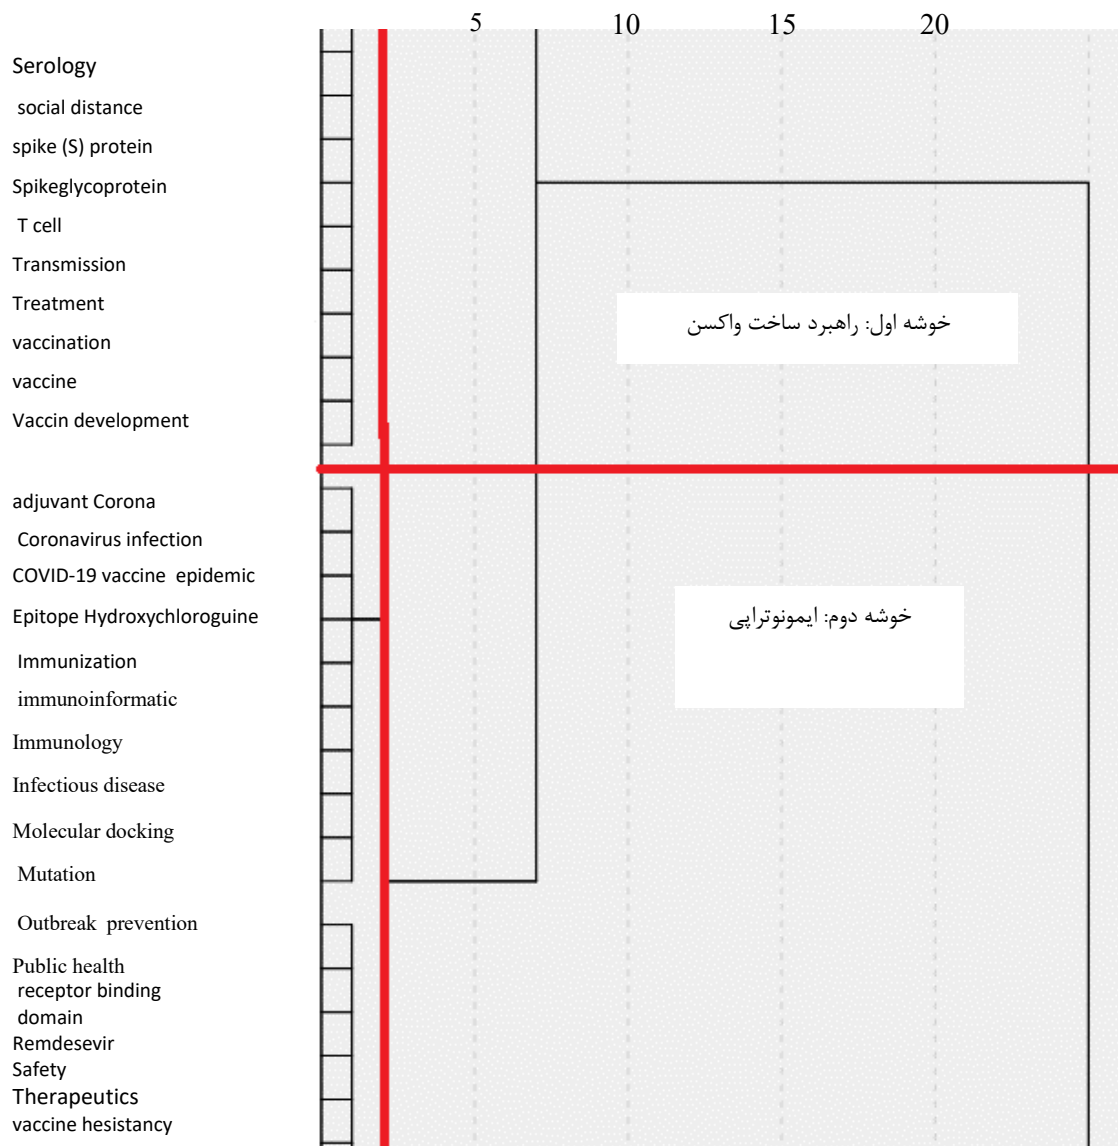 5 10 15 20
Serology
social distance
spike (S) protein
Spikeglycoprotein
T cell
Transmission
Treatment
vaccination
vaccine
Vaccin development
خوشه اول: راهبرد ساخت واکسن
adjuvant Corona
Coronavirus infection
COVID-19 vaccine epidemic
Epitope Hydroxychloroguine
Immunization
immunoinformatic
Immunology
Infectious disease
Molecular docking
Mutation
Outbreak prevention
Public health
receptor binding
domain
Remdesevir
Safety
Therapeutics
vaccine hesistancy
خوشه دوم: ایمونوتراپی